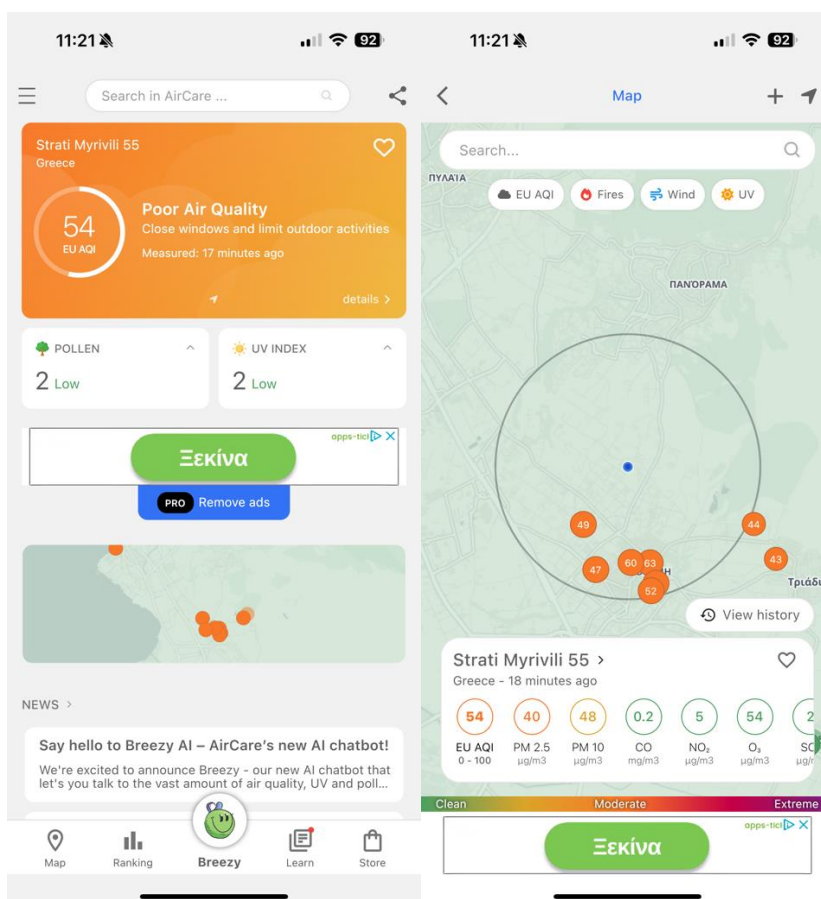 11:21
92
Search in AirCare ...
Strati Myrivili 55
Greece
54
EU AQI
Poor Air Quality
Close windows and limit outdoor activities
Measured: 17 minutes ago
details >
POLLEN
2 Low
UV INDEX
2 Low
apps-ticl
Ξεκίνα
PRO Remove ads
NEWS >
Say hello to Breezy AI – AirCare's new AI chatbot!
We're excited to announce Breezy - our new AI chatbot that
let's you talk to the vast amount of air quality, UV and poll...
Map
Ranking
Breezy
Learn
Store
11:21
92
Map
Search...
ΠΥΛΑΊΑ
EU AQI
Fires
Wind
UV
ΠΑΝΌΡΑΜΑ
49
44
47
60
63
43
52
Τριάδι
View history
Strati Myrivili 55 >
Greece - 18 minutes ago
54 40 48 0.2 5 54 2
EU AQI PM 2.5 PM 10 CO NO₂ O₃ SO
0 - 100 µg/m3 µg/m3 mg/m3 µg/m3 µg/m3 µg/
Clean Moderate Extreme
apps-ticl
Ξεκίνα